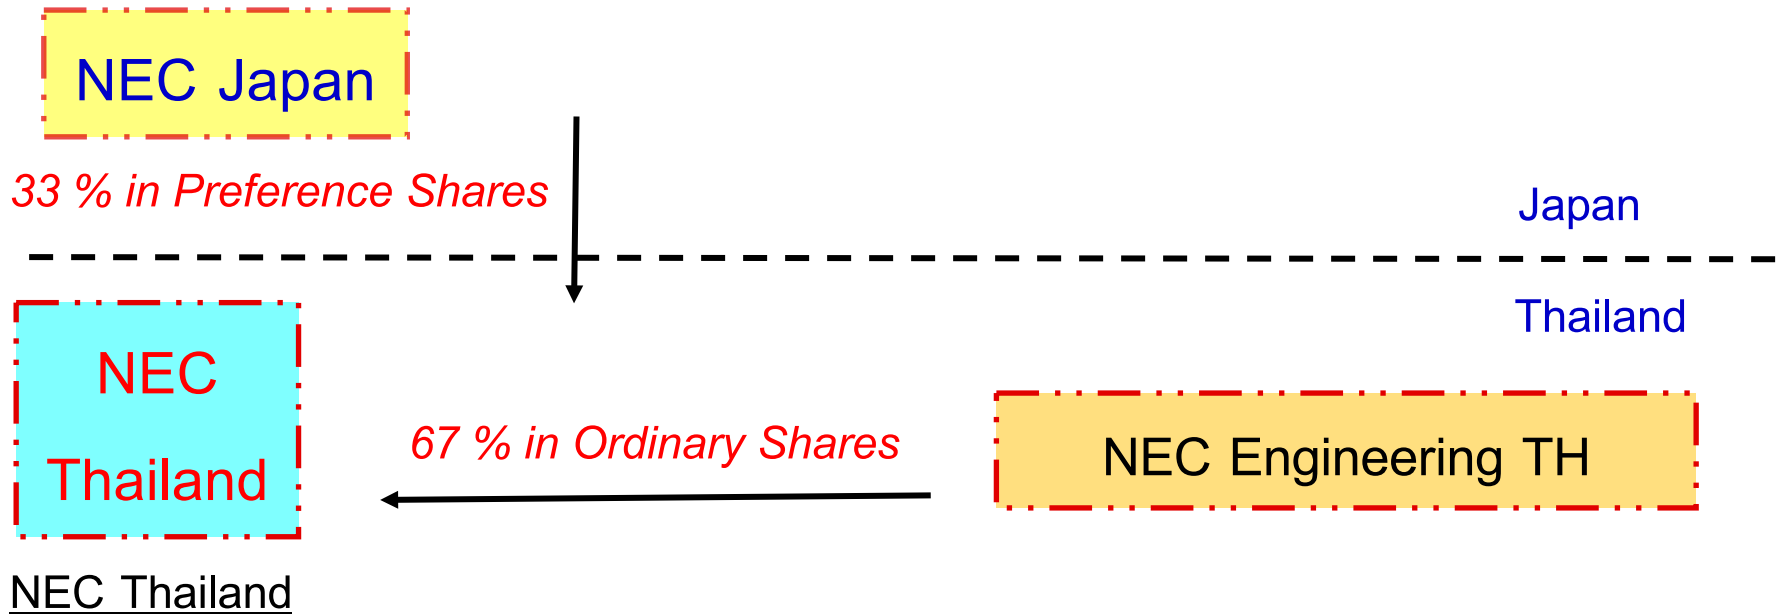 NEC Japan
33 % in Preference Shares
Japan
Thailand
NEC
Thailand
67 % in Ordinary Shares
NEC Engineering TH
NEC Thailand